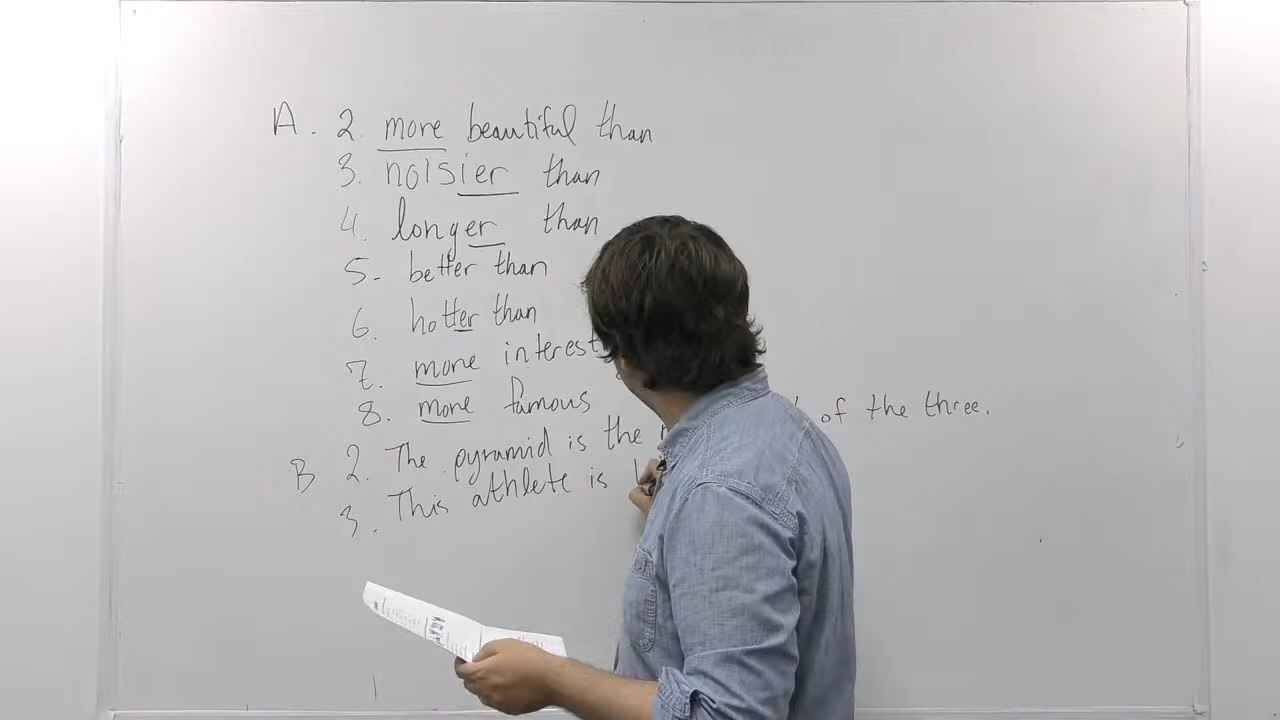 A. 2. more beautiful than
3. noisier than
4. longer than
5. better than
6. hotter than
7. more
8. more famous
B 2. The pyramid is the of the three.
3. This athlete is